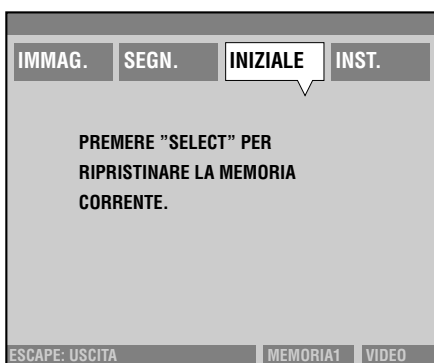 IMMAG. SEGN. INIZIALE INST.
PREMERE ”SELECT” PER
RIPRISTINARE LA MEMORIA
CORRENTE.
ESCAPE: USCITA MEMORIA1 VIDEO